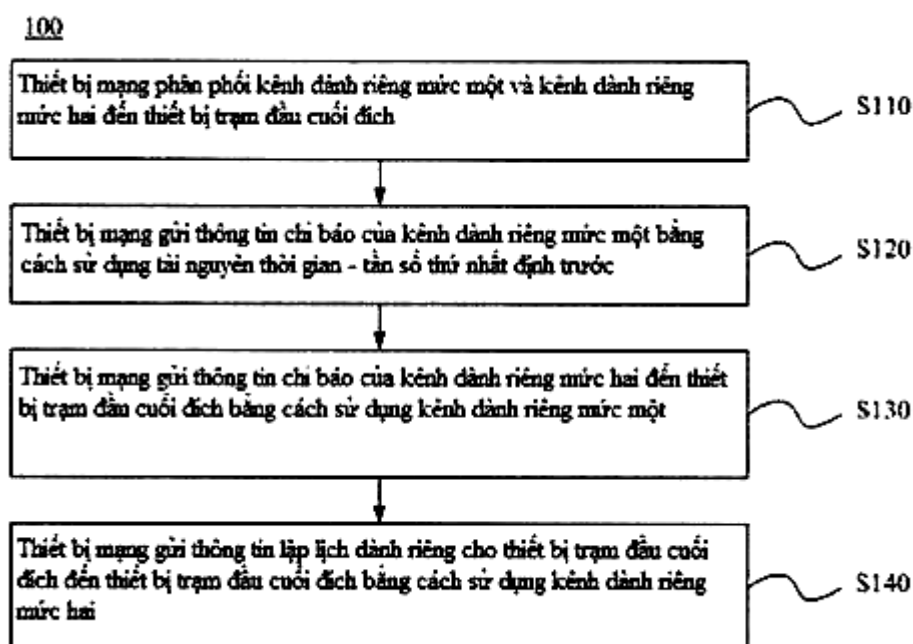 100
Thiết bị mạng phân phối kênh dành riêng mức một và kênh dành riêng
mức hai đến thiết bị trạm đầu cuối đích
S110
Thiết bị mạng gửi thông tin chỉ báo của kênh dành riêng mức một bằng
cách sử dụng tài nguyên thời gian - tần số thứ nhất định trước
S120
Thiết bị mạng gửi thông tin chỉ báo của kênh dành riêng mức hai đến thiết
bị trạm đầu cuối đích bằng cách sử dụng kênh dành riêng mức một
S130
Thiết bị mạng gửi thông tin lập lịch dành riêng cho thiết bị trạm đầu cuối
đích đến thiết bị trạm đầu cuối đích bằng cách sử dụng kênh dành riêng
mức hai
S140